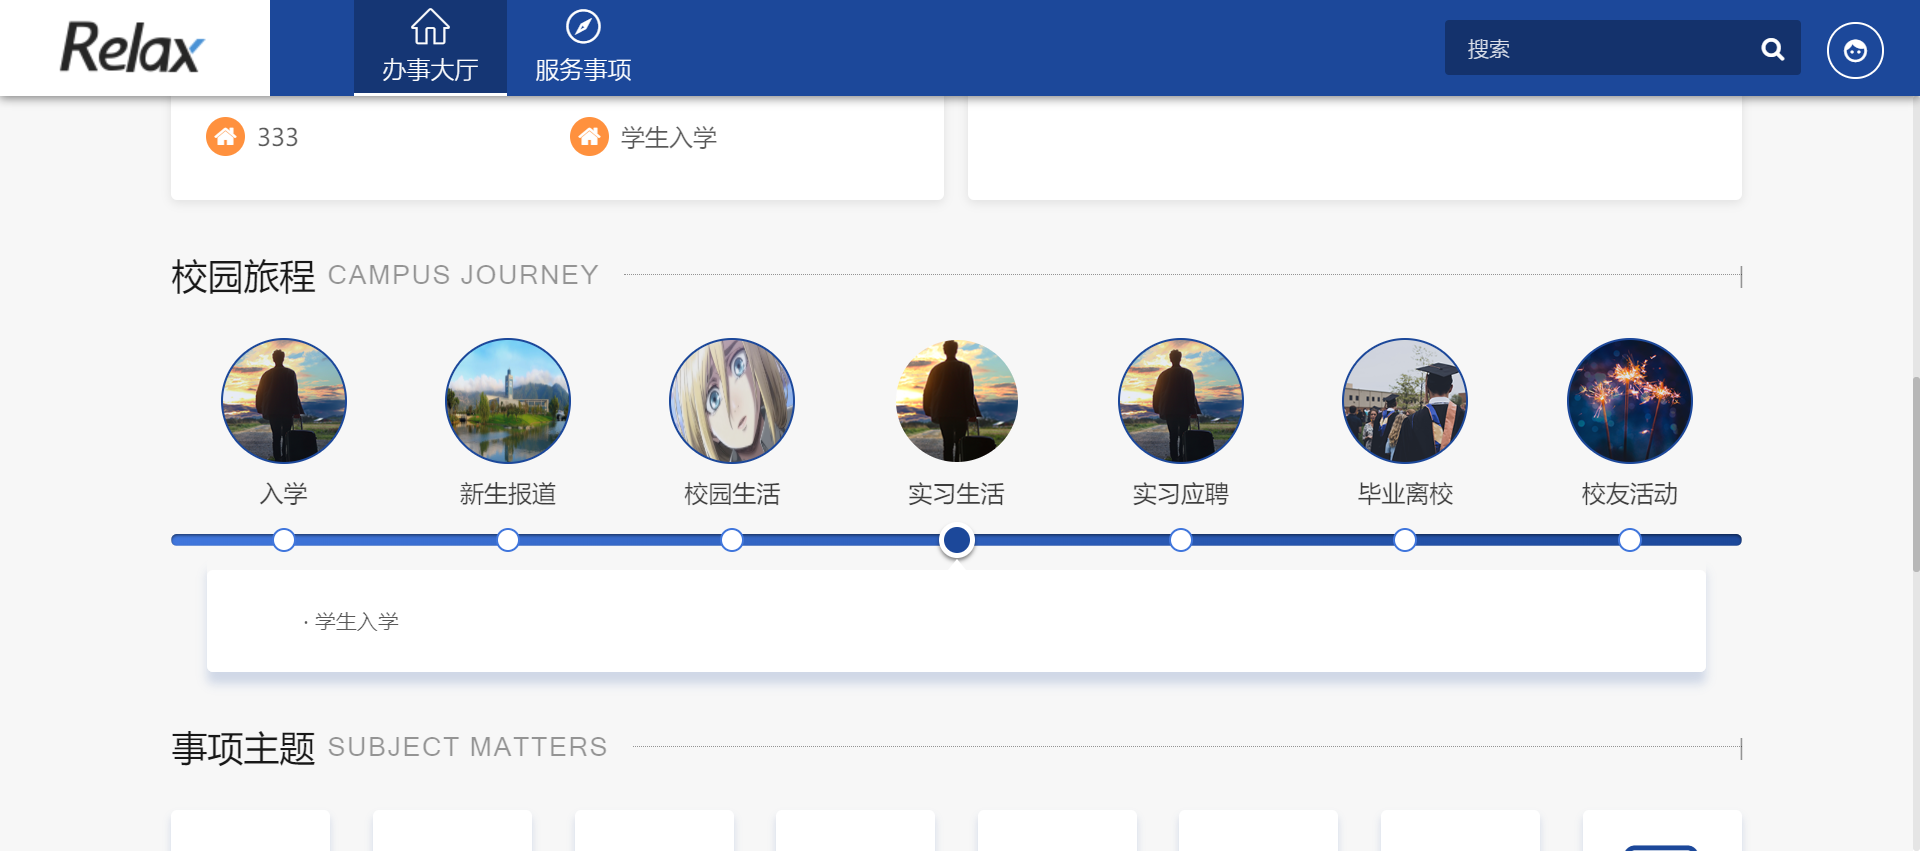 Relax
办事大厅
服务事项
搜索
333
学生入学
校园旅程 CAMPUS JOURNEY
入学
新生报道
校园生活
实习生活
实习应聘
毕业离校
校友活动
· 学生入学
事项主题 SUBJECT MATTERS